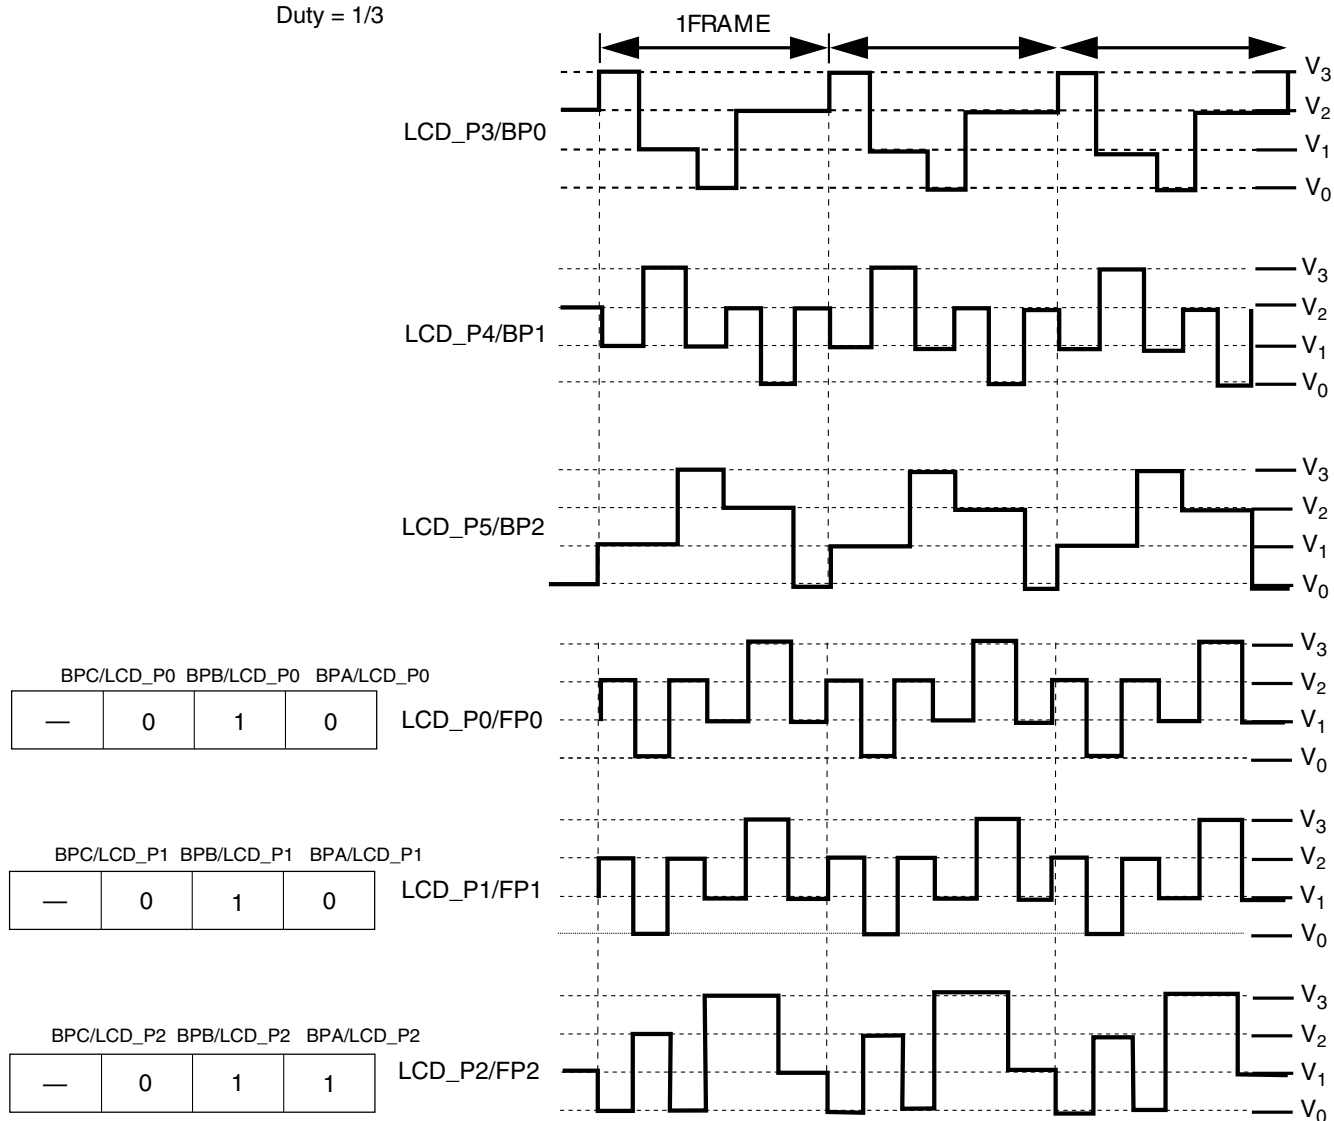 Duty = 1/3
1FRAME
LCD_P3/BP0
V3
V2
V1
V0
LCD_P4/BP1
V3
V2
V1
V0
LCD_P5/BP2
V3
V2
V1
V0
BPC/LCD_P0 BPB/LCD_P0 BPA/LCD_P0
— 0 1 0
LCD_P0/FP0
V3
V2
V1
V0
BPC/LCD_P1 BPB/LCD_P1 BPA/LCD_P1
— 0 1 0
LCD_P1/FP1
V3
V2
V1
V0
BPC/LCD_P2 BPB/LCD_P2 BPA/LCD_P2
— 0 1 1
LCD_P2/FP2
V3
V2
V1
V0